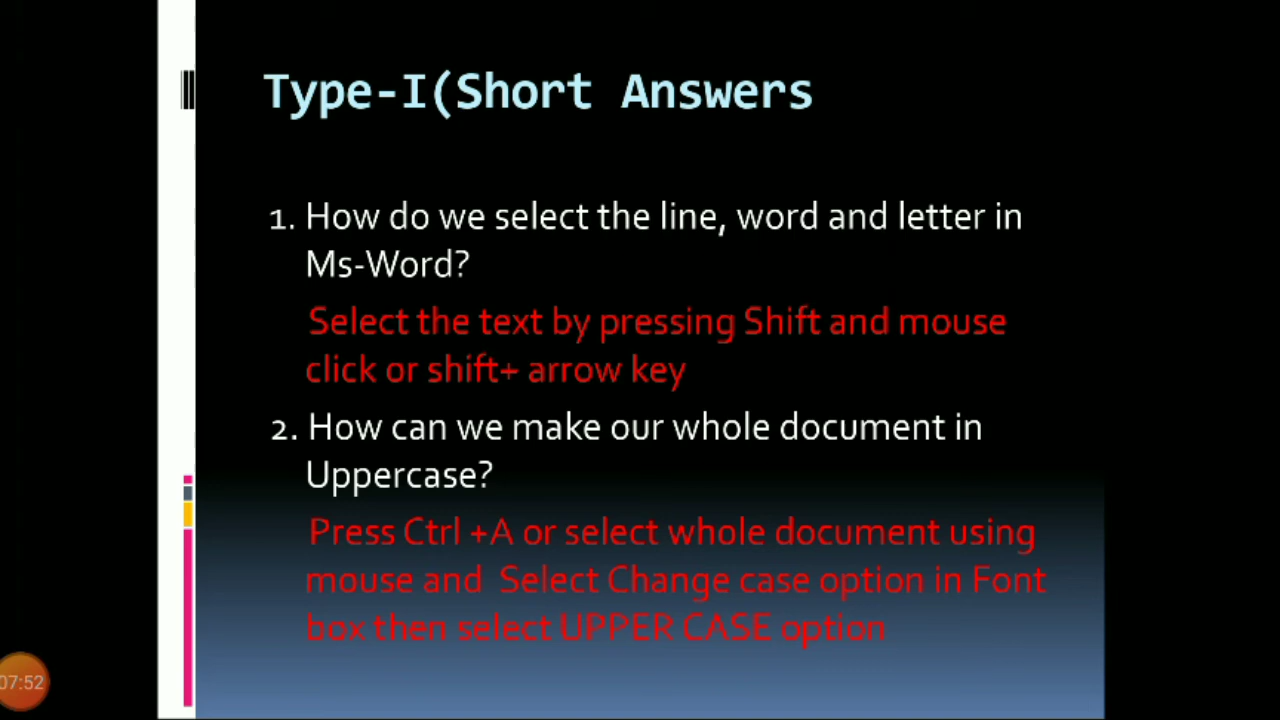 Type-I(Short Answers
1. How do we select the line, word and letter in
Ms-Word?
Select the text by pressing Shift and mouse
click or shift+ arrow key
2. How can we make our whole document in
Uppercase?
Press Ctrl +A or select whole document using
mouse and  Select Change case option in Font
box then select UPPER CASE option
07:52